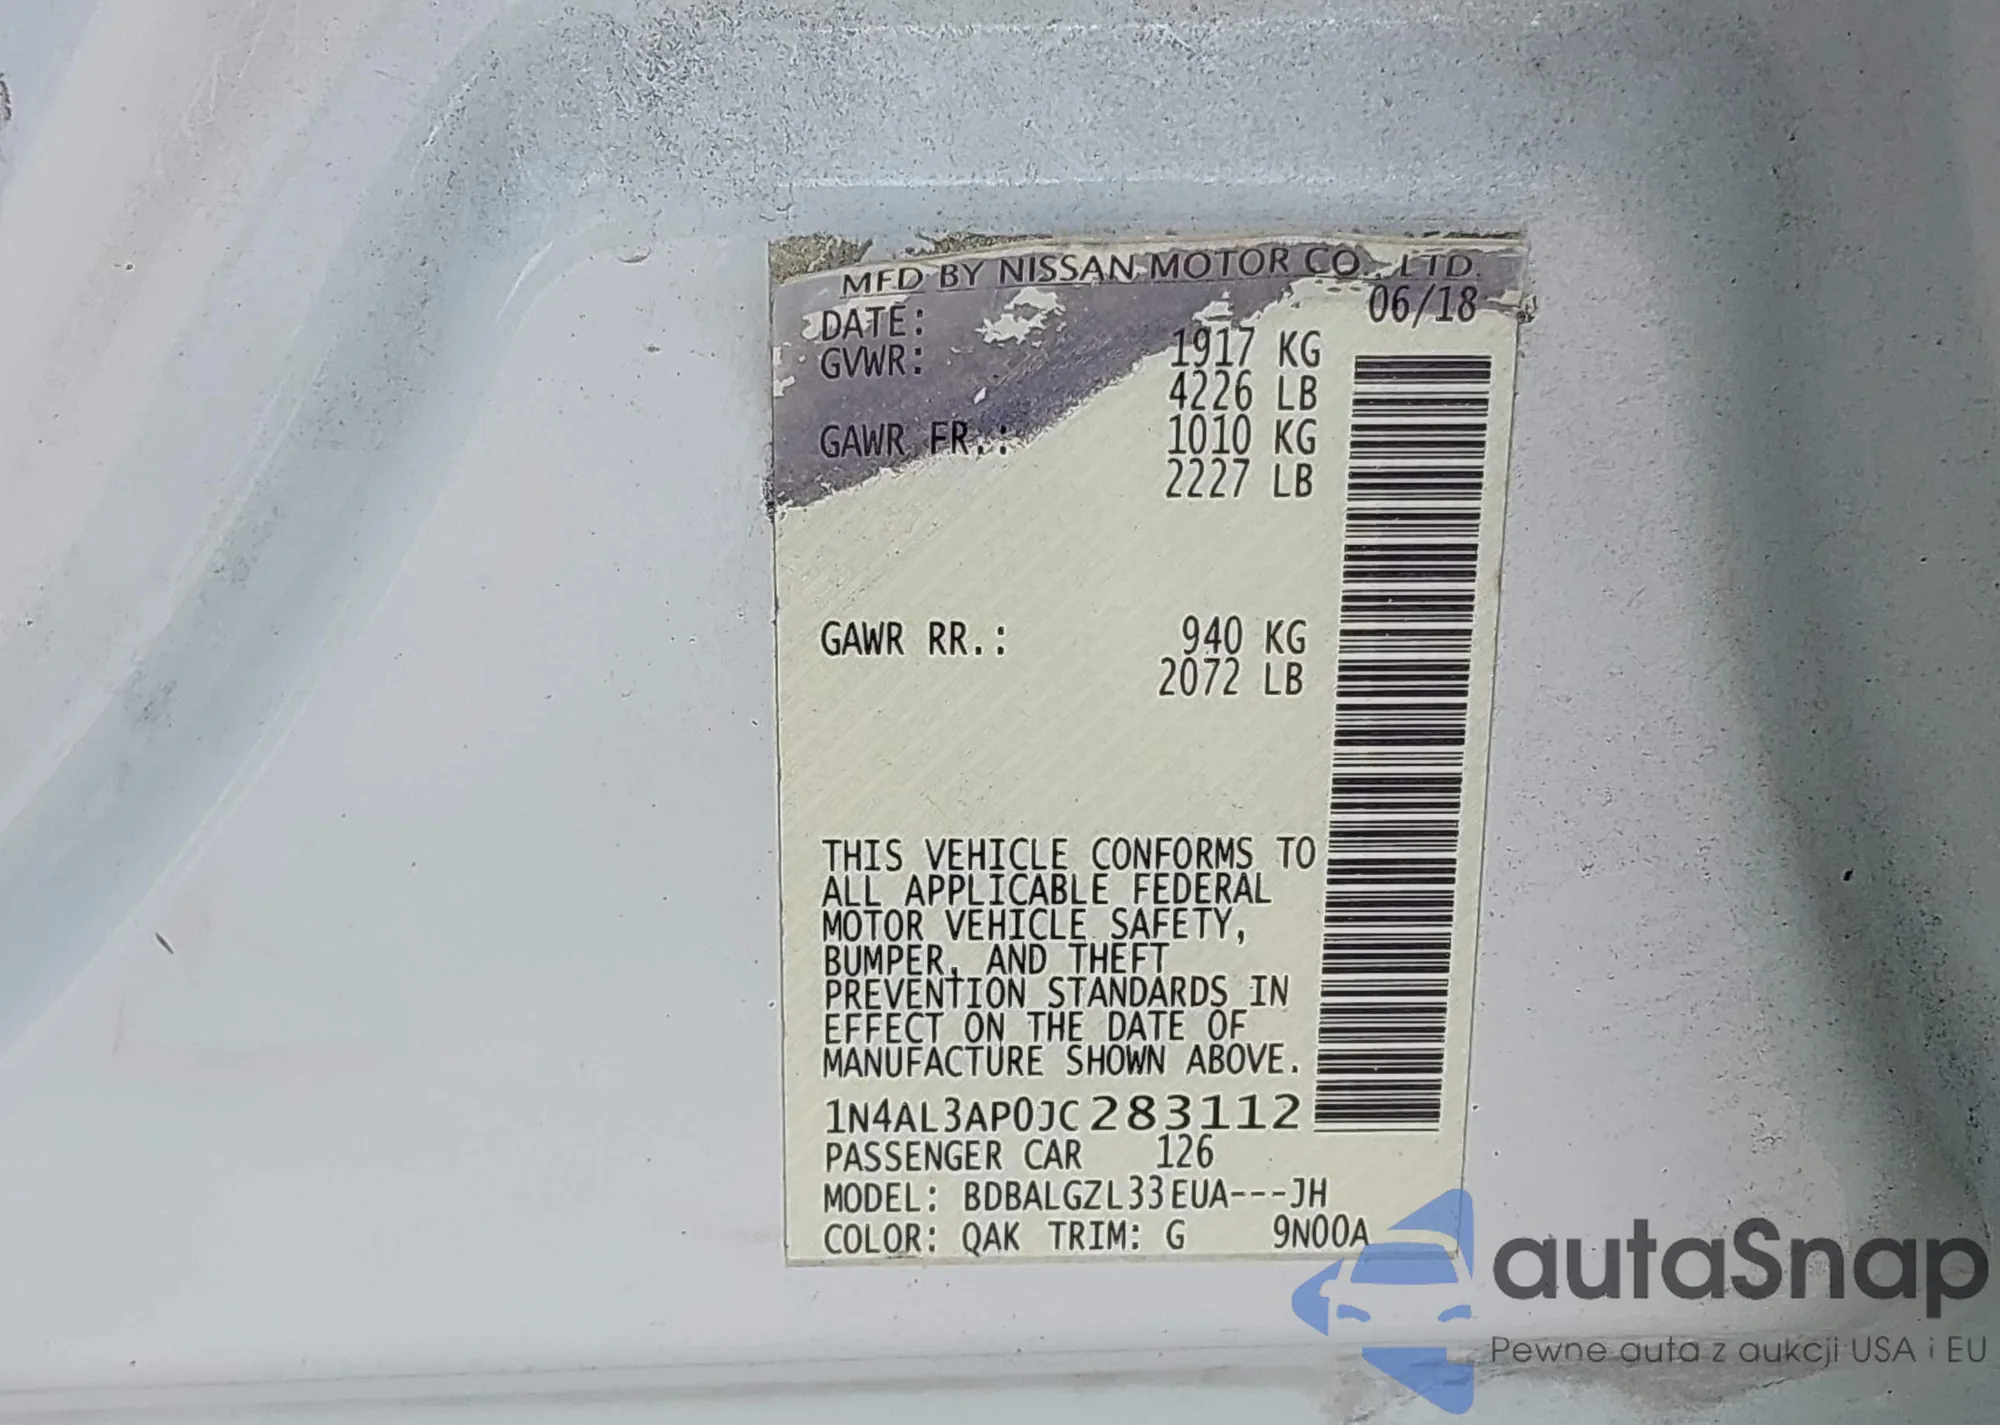 MFD BY NISSAN MOTOR CO., LTD.
DATE: 06/18
GVWR: 1917 KG
4226 LB
GAWR FR.: 1010 KG
2227 LB
GAWR RR.: 940 KG
2072 LB
THIS VEHICLE CONFORMS TO
ALL APPLICABLE FEDERAL
MOTOR VEHICLE SAFETY,
BUMPER, AND THEFT
PREVENTION STANDARDS IN
EFFECT ON THE DATE OF
MANUFACTURE SHOWN ABOVE.
1N4AL3AP0JC283112
PASSENGER CAR 126
MODEL: BDBALGZL33EUA---JH
COLOR: QAK TRIM: G 9N00A
autaSnap
Pewne auta z aukcji USA i EU